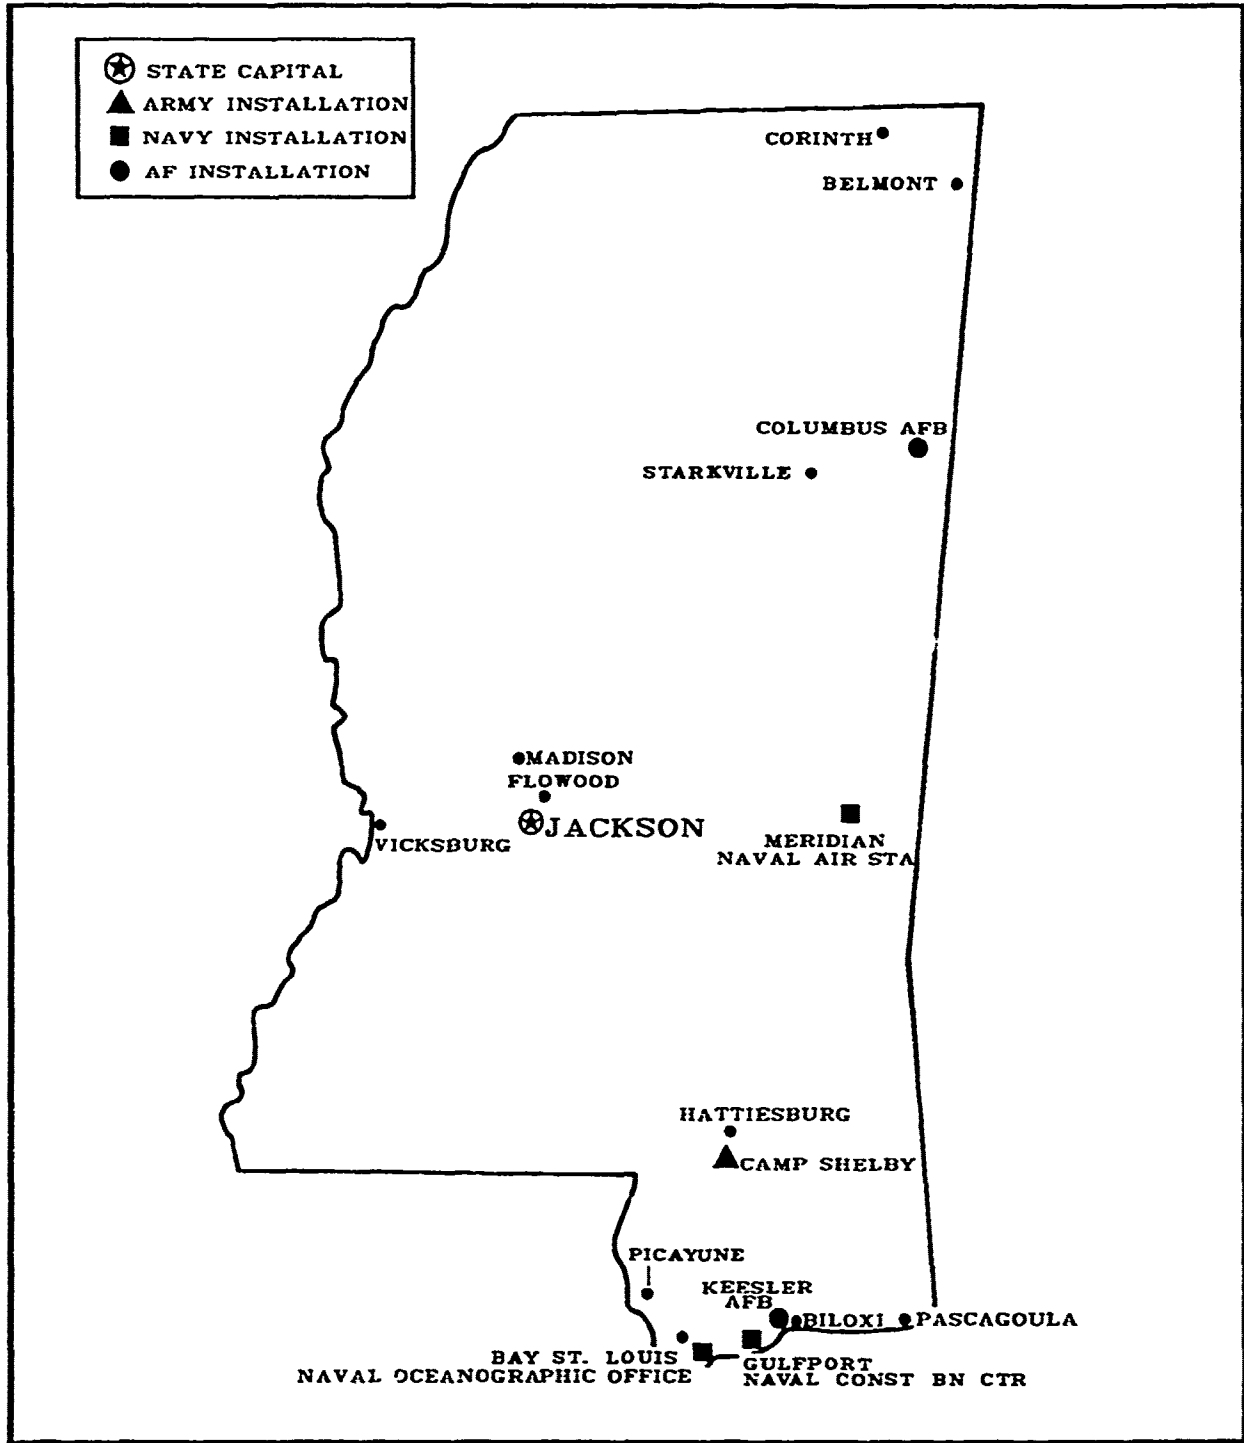 STATE CAPITAL
ARMY INSTALLATION
NAVY INSTALLATION
AF INSTALLATION
CORINTH
BELMONT
COLUMBUS AFB
STARKVILLE
MADISON
FLOWOOD
JACKSON
VICKSBURG
MERIDIAN
NAVAL AIR STA
HATTIESBURG
CAMP SHELBY
PICAYUNE
KEESLER
AFB
BILOXI
PASCAGOULA
BAY ST. LOUIS
NAVAL OCEANOGRAPHIC OFFICE
GULFPORT
NAVAL CONST BN CTR